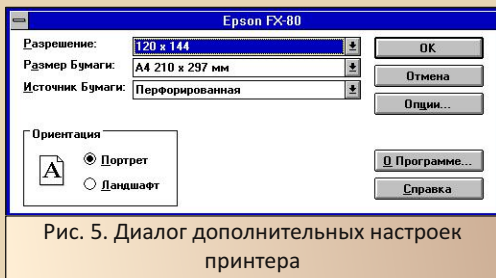 Epson FX-80
Разрешение: 120 x 144
OK
Размер Бумаги: A4 210 x 297 мм
Отмена
Источник Бумаги: Перфорированная
Опции...
Ориентация
A
Портрет
Ландшафт
О Программе...
Справка
Рис. 5. Диалог дополнительных настроек
принтера